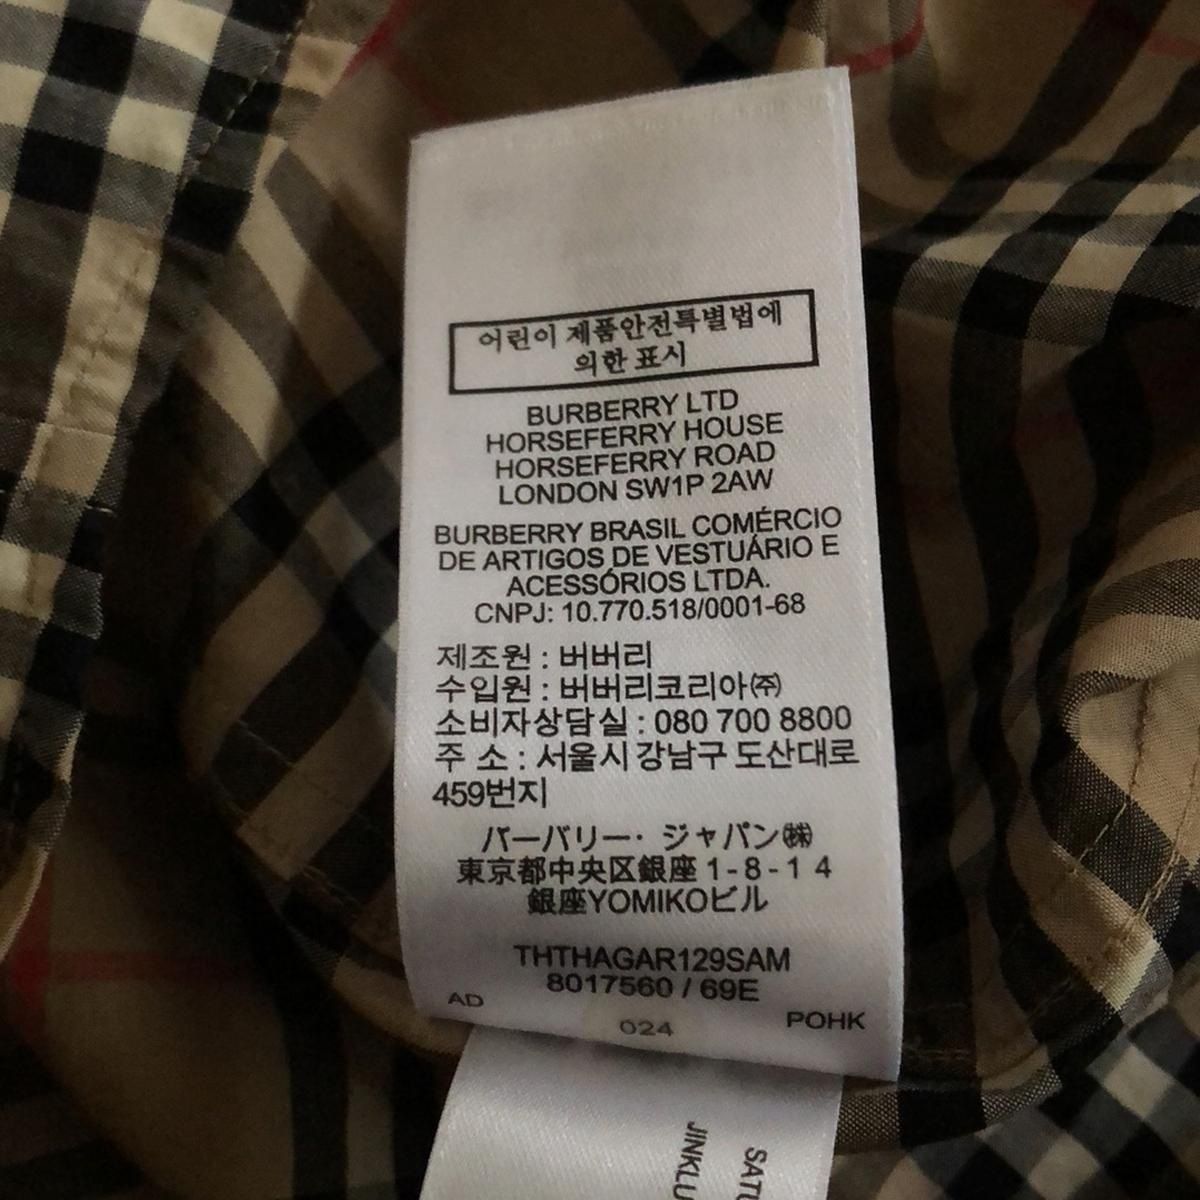 어린이 제품안전특별법에
의한 표시
BURBERRY LTD
HORSEFERRY HOUSE
HORSEFERRY ROAD
LONDON SW1P 2AW
BURBERRY BRASIL COMÉRCIO
DE ARTIGOS DE VESTUÁRIO E
ACESSÓRIOS LTDA.
CNPJ: 10.770.518/0001-68
제조원 : 버버리
수입원 : 버버리코리아㈜
소비자상담실 : 080 700 8800
주 소 : 서울시 강남구 도산대로
459번지
バーバリー・ジャパン㈱
東京都中央区銀座 1-8-1 4
銀座YOMIKOビル
THTHAGAR129SAM
8017560 / 69E
AD
024
POHK